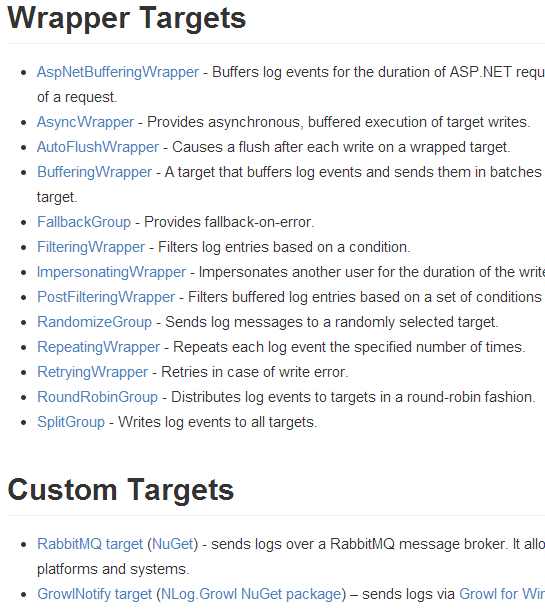 Wrapper Targets
AspNetBufferingWrapper - Buffers log events for the duration of ASP.NET requ
of a request.
AsyncWrapper - Provides asynchronous, buffered execution of target writes.
AutoFlushWrapper - Causes a flush after each write on a wrapped target.
BufferingWrapper - A target that buffers log events and sends them in batches
target.
FallbackGroup - Provides fallback-on-error.
FilteringWrapper - Filters log entries based on a condition.
ImpersonatingWrapper - Impersonates another user for the duration of the write
PostFilteringWrapper - Filters buffered log entries based on a set of conditions
RandomizeGroup - Sends log messages to a randomly selected target.
RepeatingWrapper - Repeats each log event the specified number of times.
RetryingWrapper - Retries in case of write error.
RoundRobinGroup - Distributes log events to targets in a round-robin fashion.
SplitGroup - Writes log events to all targets.
Custom Targets
RabbitMQ target (NuGet) - sends logs over a RabbitMQ message broker. It allo
platforms and systems.
GrowlNotify target (NLog.Growl NuGet package) – sends logs via Growl for Win